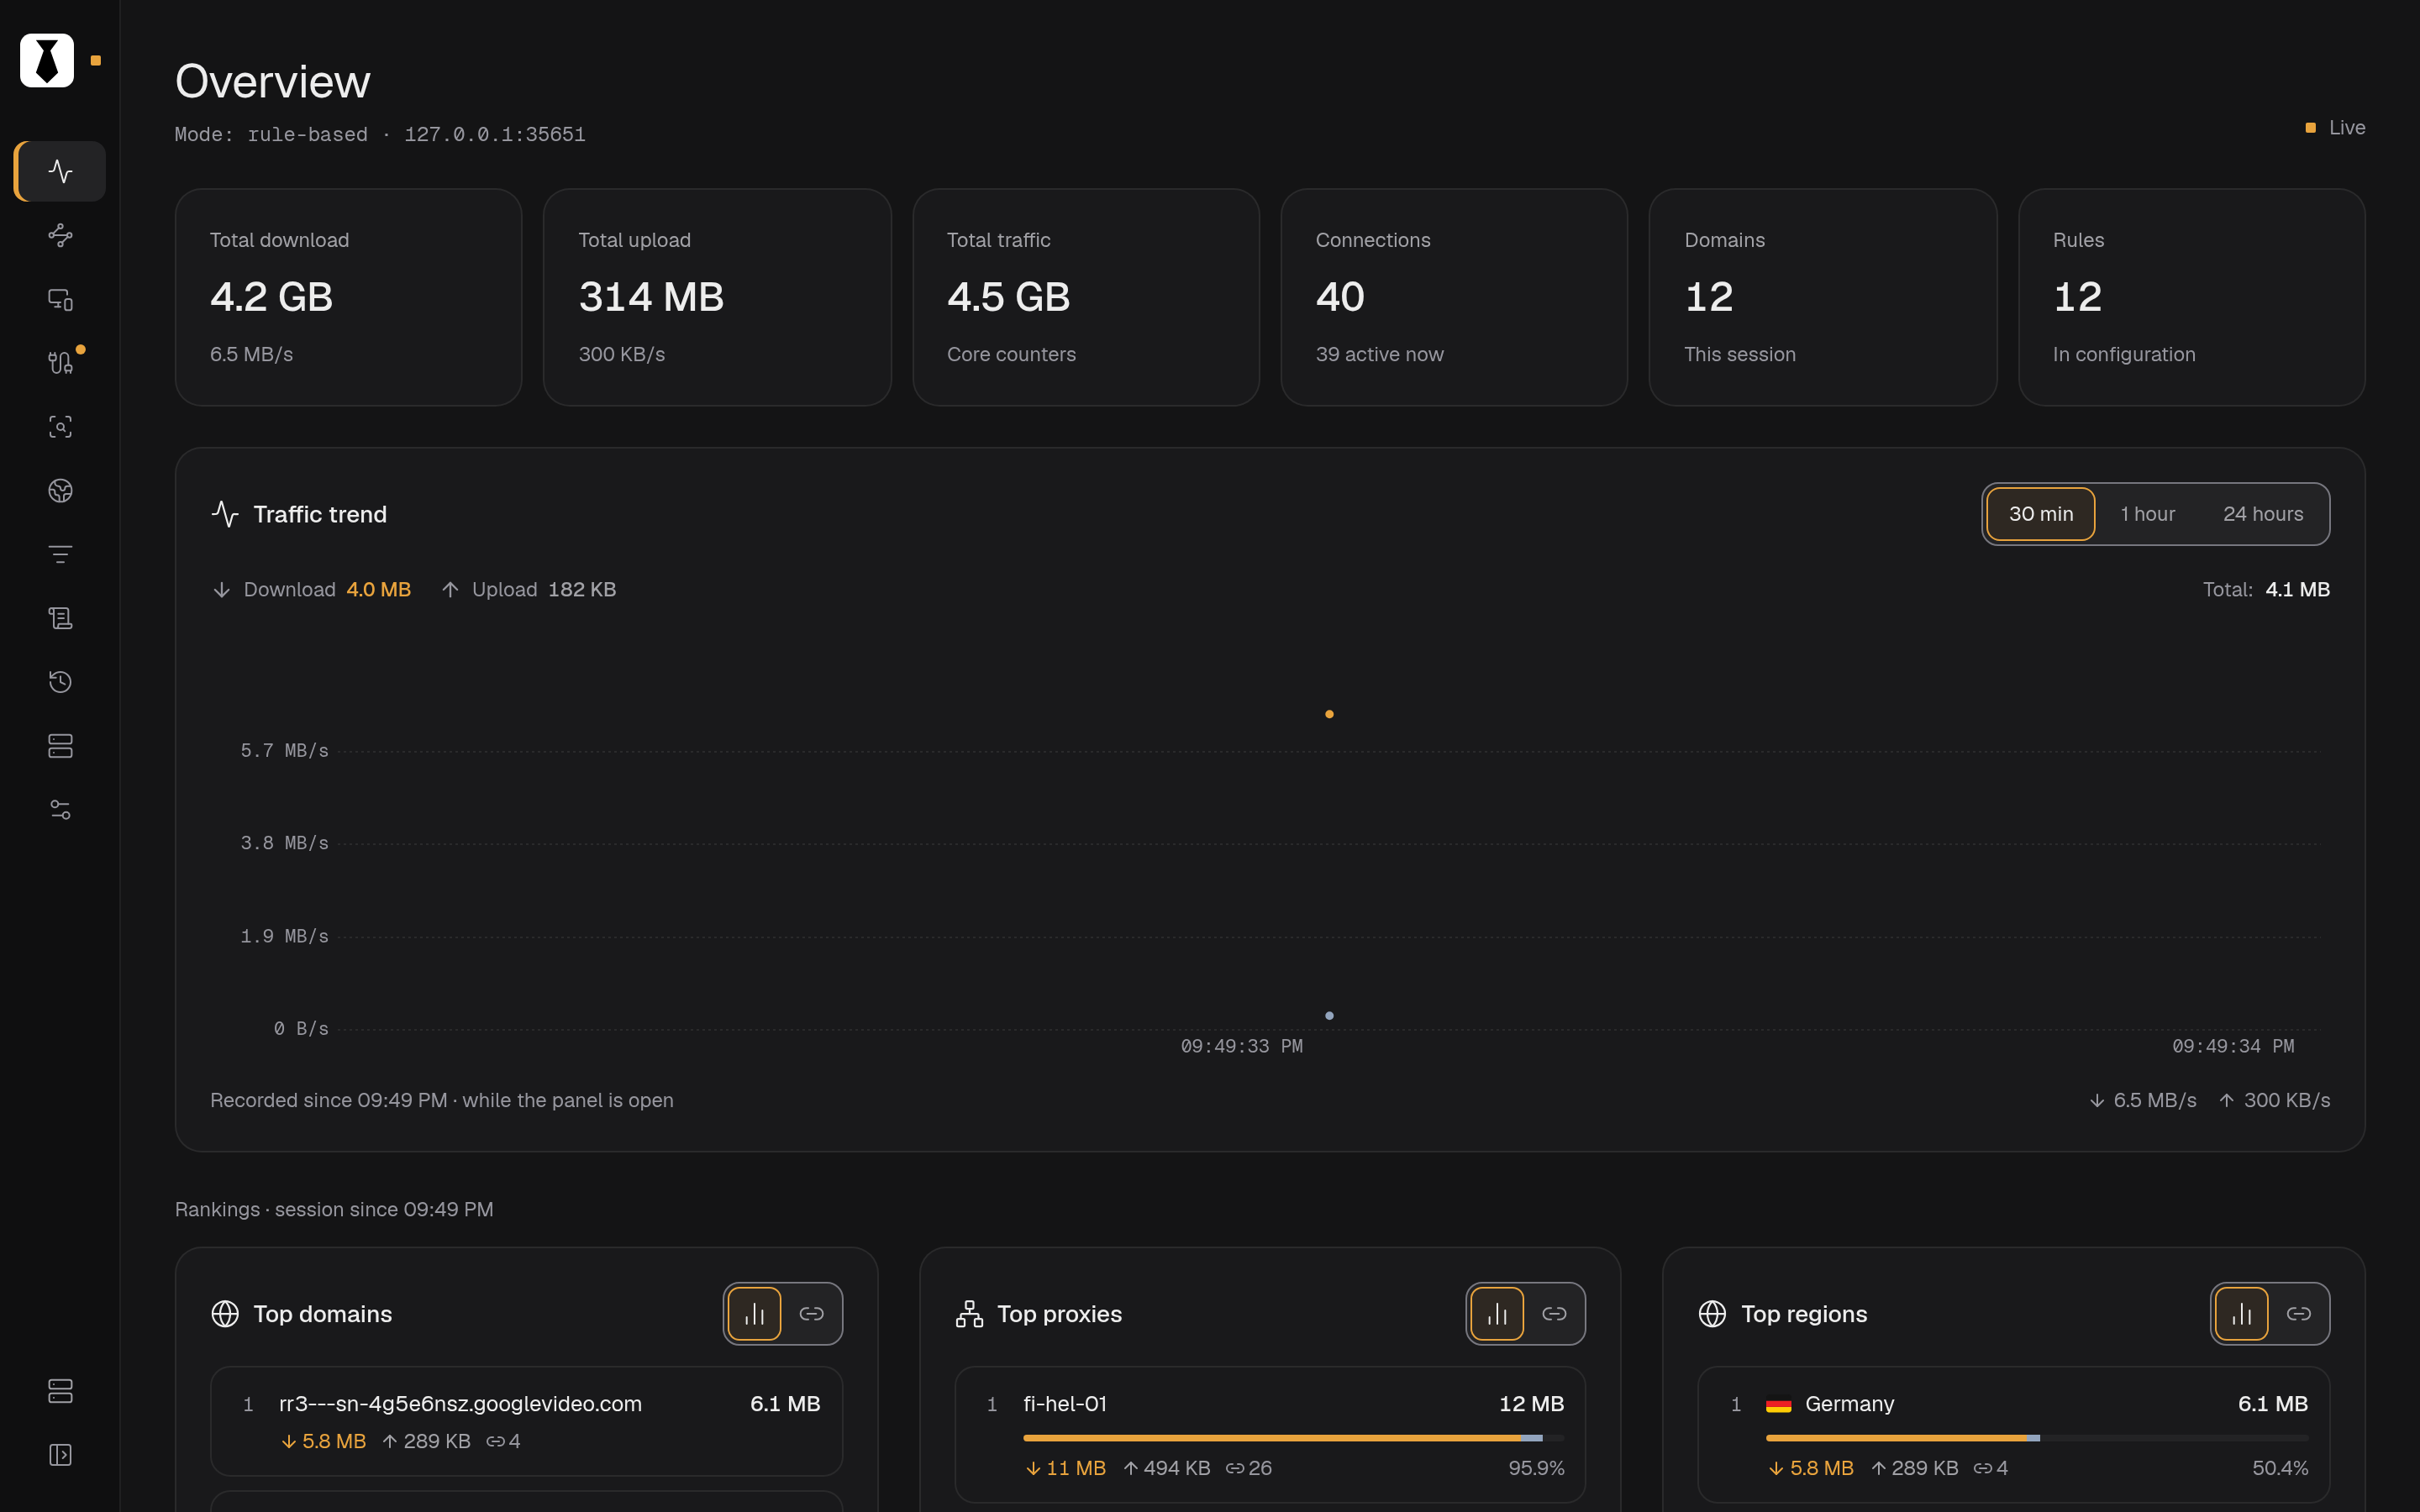 Overview
Mode: rule-based · 127.0.0.1:35651
Live
Total download
4.2 GB
6.5 MB/s
Total upload
314 MB
300 KB/s
Total traffic
4.5 GB
Core counters
Connections
40
39 active now
Domains
12
This session
Rules
12
In configuration
Traffic trend
30 min 1 hour 24 hours
Download 4.0 MB Upload 182 KB
Total: 4.1 MB
5.7 MB/s
3.8 MB/s
1.9 MB/s
0 B/s
09:49:33 PM 09:49:34 PM
Recorded since 09:49 PM · while the panel is open
6.5 MB/s 300 KB/s
Rankings · session since 09:49 PM
Top domains
1 rr3---sn-4g5e6nsz.googlevideo.com 6.1 MB
5.8 MB 289 KB 4
Top proxies
1 fi-hel-01 12 MB
11 MB 494 KB 26 95.9%
Top regions
1 Germany 6.1 MB
5.8 MB 289 KB 4 50.4%